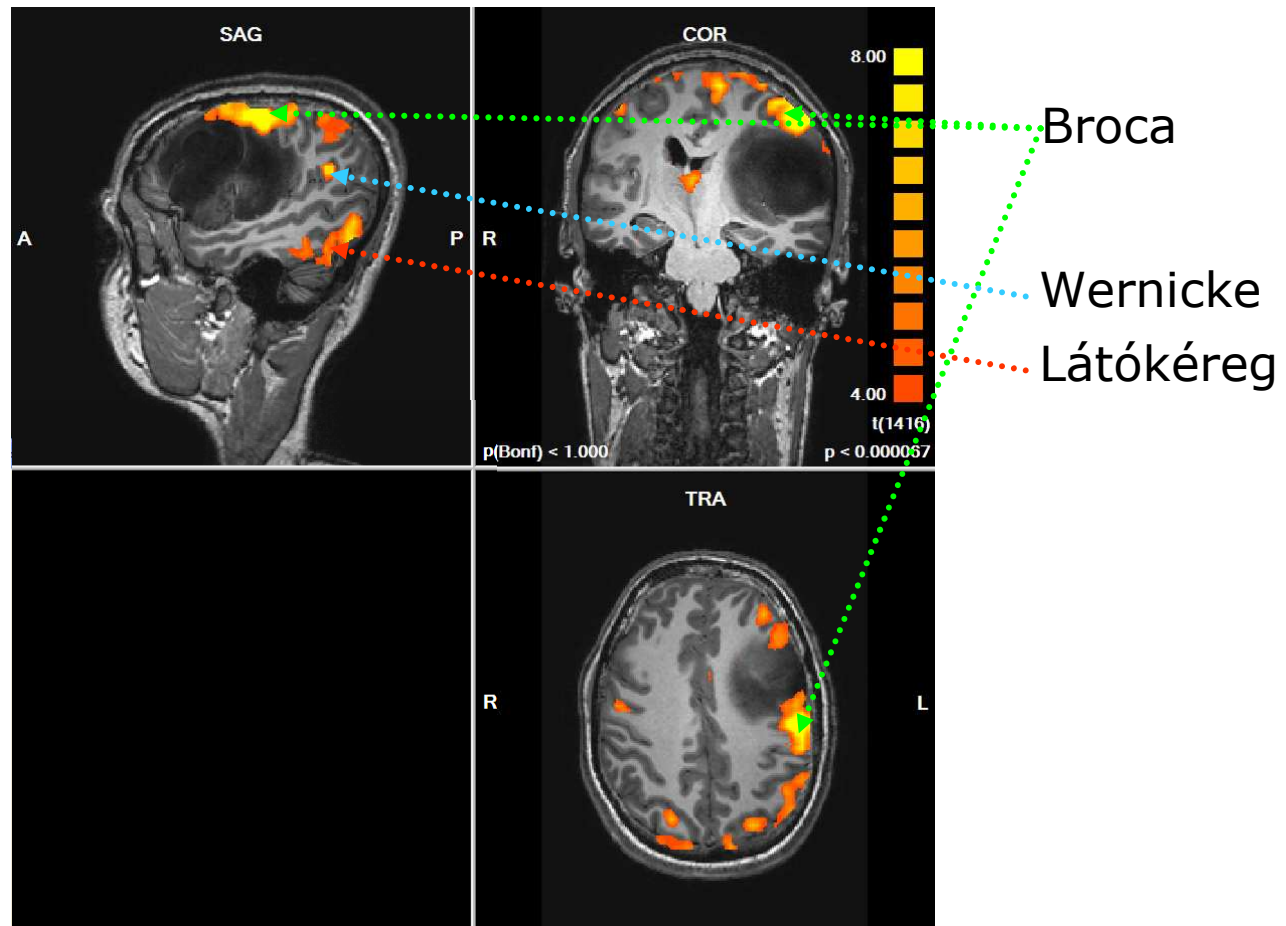 SAG
A
P
COR
R
8.00
4.00
t(1416)
p(Bonf) < 1.000
p < 0.000067
TRA
R
L
Broca
Wernicke
Látókéreg